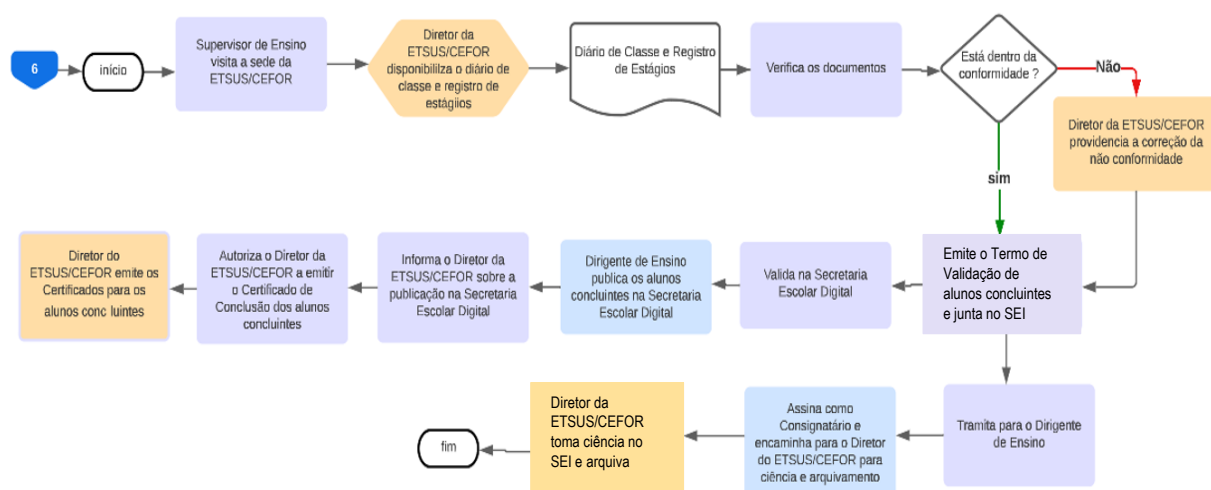 6
início
Supervisor de Ensino
visita a sede da
ETSUS/CEFOR
Diretor da
ETSUS/CEFOR
disponibililza o diário de
classe e registro de
estágiios
Diário de Classe e Registro
de Estágios
Verifica os documentos
Está dentro da
conformidade ?
Não
Diretor da ETSUS/CEFOR
providencia a correção da
não conformidade
sim
Emite o Termo de
Validação de
alunos concluintes
e junta no SEI
Valida na Secretaria
Escolar Digital
Dirigente de Ensino
publica os alunos
concluintes na Secretaria
Escolar Digital
Informa o Diretor da
ETSUS/CEFOR sobre a
publicação na Secretaria
Escolar Digital
Autoriza o Diretor da
ETSUS/CEFOR a emitir
o Certificado de
Conclusão dos alunos
concluintes
Diretor do
ETSUS/CEFOR emite os
Certificados para os
alunos conc luintes
Tramita para o Dirigente
de Ensino
Assina como
Consignatário e
encaminha para o Diretor
do ETSUS/CEFOR para
ciência e arquivamento
Diretor da
ETSUS/CEFOR
toma ciência no
SEI e arquiva
fim